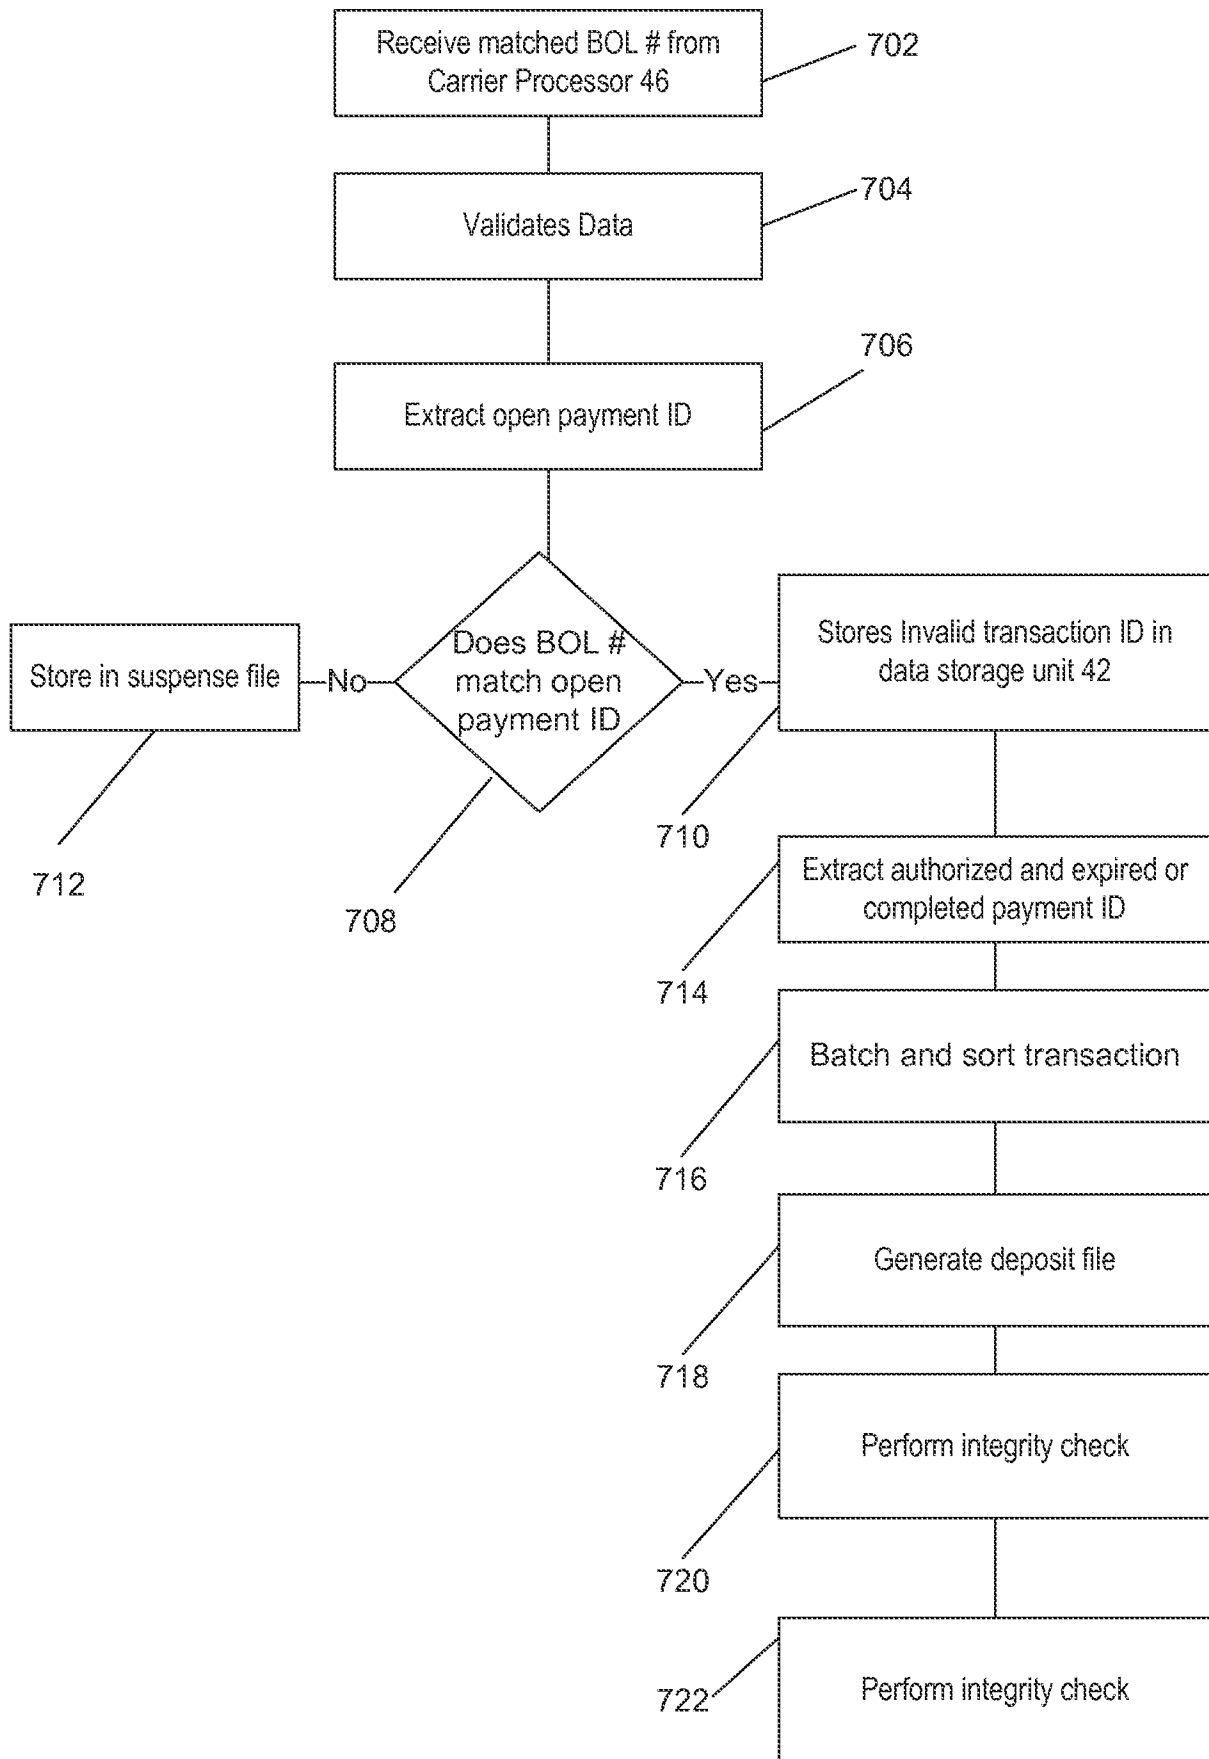 Receive matched BOL # from
Carrier Processor 46
702
Validates Data
704
Extract open payment ID
706
Does BOL #
match open
payment ID
708
No
Store in suspense file
712
Yes
Stores Invalid transaction ID in
data storage unit 42
710
Extract authorized and expired or
completed payment ID
714
Batch and sort transaction
716
Generate deposit file
718
Perform integrity check
720
Perform integrity check
722